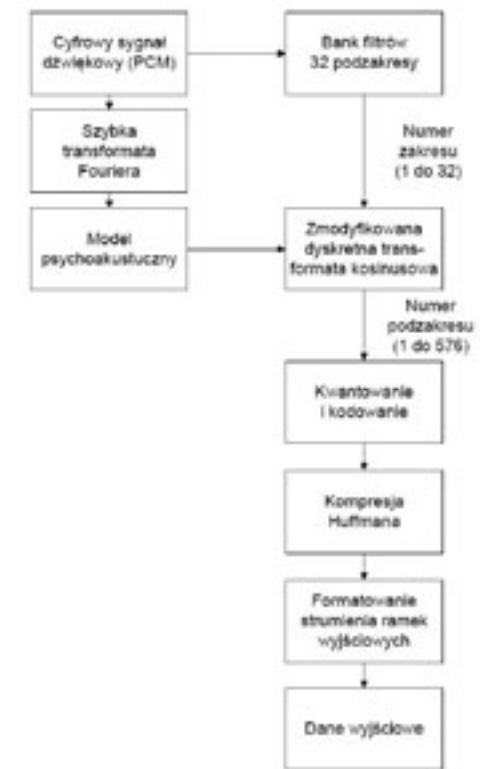 Cyfrowy sygnał
dźwiękowy (PCM)
Bank filtrów
32 podzakresy
Szybka
transformata
Fouriera
Numer
zakresu
(1 do 32)
Model
psychoakustuczny
Zmodyfikowana
dyskretna trans-
formata kosinusowa
Numer
podzakresu
(1 do 576)
Kwantowanie
i kodowanie
Kompresja
Huffmana
Formatowanie
strumienia ramek
wyjściowych
Dane wyjściowe